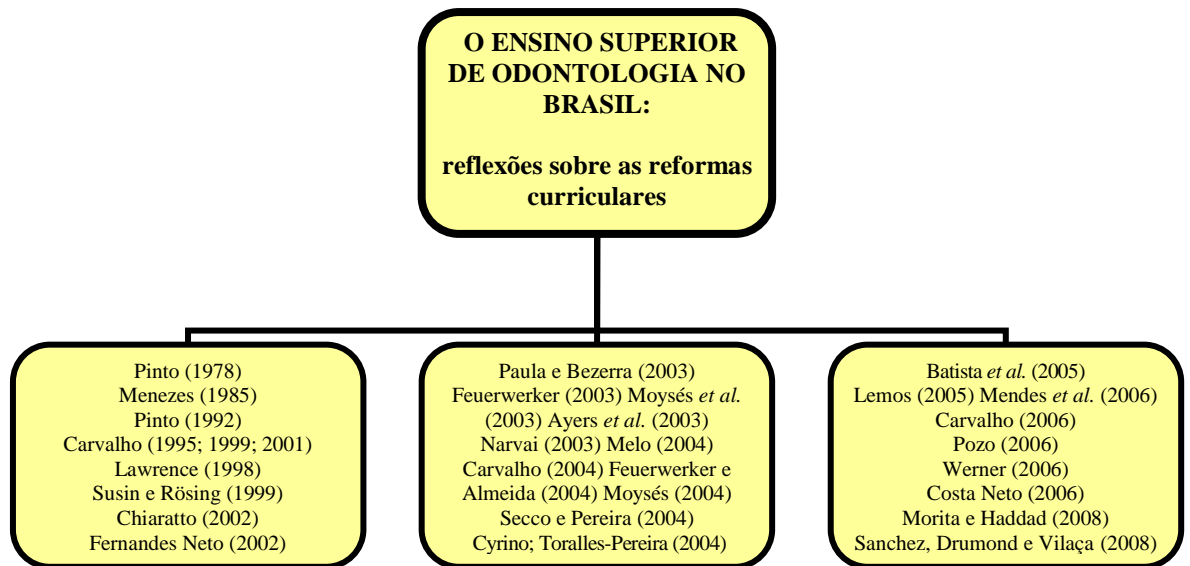 O ENSINO SUPERIOR
DE ODONTOLOGIA NO
BRASIL:
reflexões sobre as reformas
curriculares
Pinto (1978)
Menezes (1985)
Pinto (1992)
Carvalho (1995; 1999; 2001)
Lawrence (1998)
Susin e Rösing (1999)
Chiaratto (2002)
Fernandes Neto (2002)
Paula e Bezerra (2003)
Feuerwerker (2003) Moysés et al.
(2003) Ayers et al. (2003)
Narvai (2003) Melo (2004)
Carvalho (2004) Feuerwerker e
Almeida (2004) Moysés (2004)
Secco e Pereira (2004)
Cyrino; Toralles-Pereira (2004)
Batista et al. (2005)
Lemos (2005) Mendes et al. (2006)
Carvalho (2006)
Pozo (2006)
Werner (2006)
Costa Neto (2006)
Morita e Haddad (2008)
Sanchez, Drumond e Vilaça (2008)